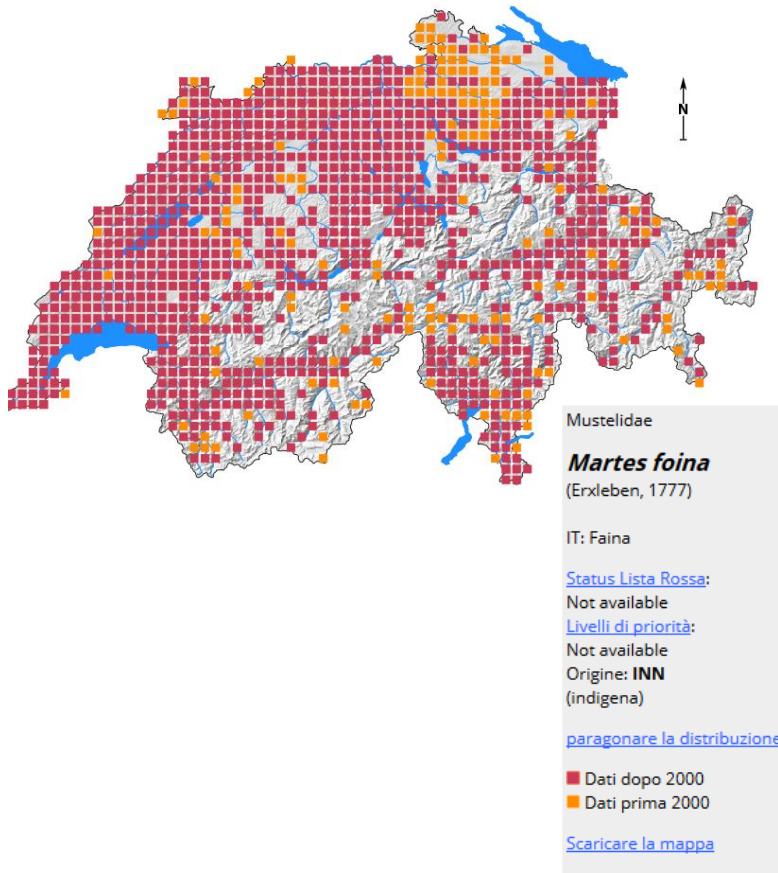 N
Mustelidae
Martes foina
(Erxleben, 1777)
IT: Faina
Status Lista Rossa:
Not available
Livelli di priorità:
Not available
Origine: INN
(indigena)
paragonare la distribuzione
Dati dopo 2000
Dati prima 2000
Scaricare la mappa